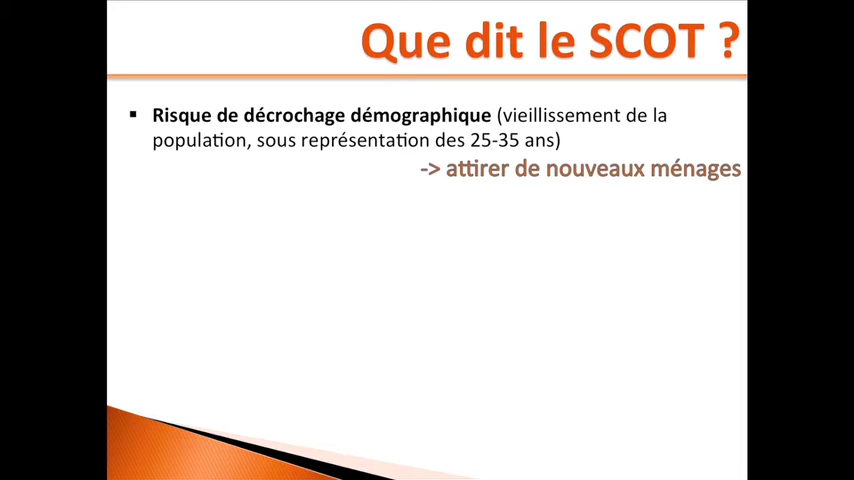 Que dit le SCOT ?
▪ Risque de décrochage démographique (vieillissement de la
population, sous représentation des 25-35 ans)
-> attirer de nouveaux ménages